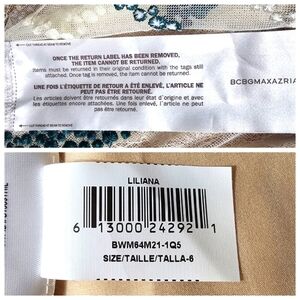 ONCE THE RETURN LABEL HAS BEEN REMOVED,
THE ITEM CANNOT BE RETURNED.
Items must be returned in their original condition with the tags still
attached. Once tag is removed, the item cannot be returned.
UNE FOIS L'ÉTIQUETTE DE RETOUR A ÉTÉ ENLEVÉ, L'ARTICLE NE
PEUT PAS ÊTRE RETOURNÉ.
Les articles doivent être retournés dans leur état d'origine et avec
les étiquettes encore attachées. Une fois enlevé, l'article ne peut
pas être retourné.
BCBGMAXAZRIA
LILIANA
6 13000 24292 1
BWM64M21-1Q5
SIZE/TAILLE/TALLA-6